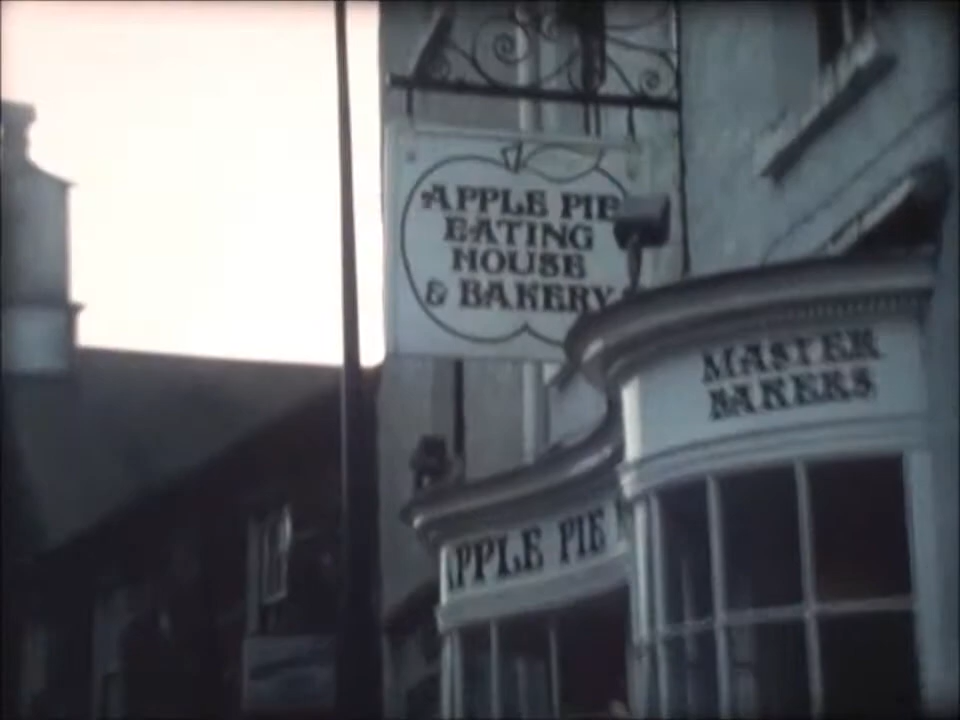 APPLE PIE
EATING
HOUSE
& BAKERY
MASTER
BAKERS
APPLE PIE